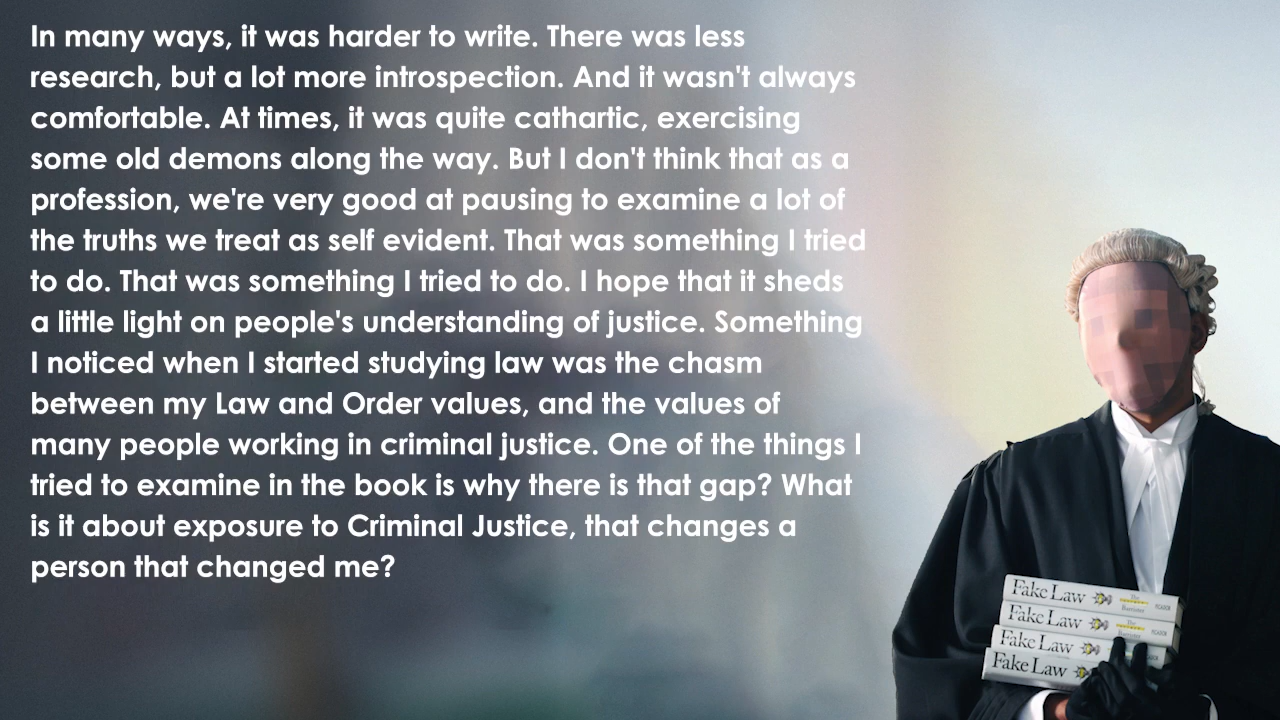 In many ways, it was harder to write. There was less
research, but a lot more introspection. And it wasn't always
comfortable. At times, it was quite cathartic, exercising
some old demons along the way. But I don't think that as a
profession, we're very good at pausing to examine a lot of
the truths we treat as self evident. That was something I tried
to do. That was something I tried to do. I hope that it sheds
a little light on people's understanding of justice. Something
I noticed when I started studying law was the chasm
between my Law and Order values, and the values of
many people working in criminal justice. One of the things I
tried to examine in the book is why there is that gap? What
is it about exposure to Criminal Justice, that changes a
person that changed me?
Fake Law The Barrister PICADOR
Fake Law The Barrister PICADOR
Fake Law
Fake Law